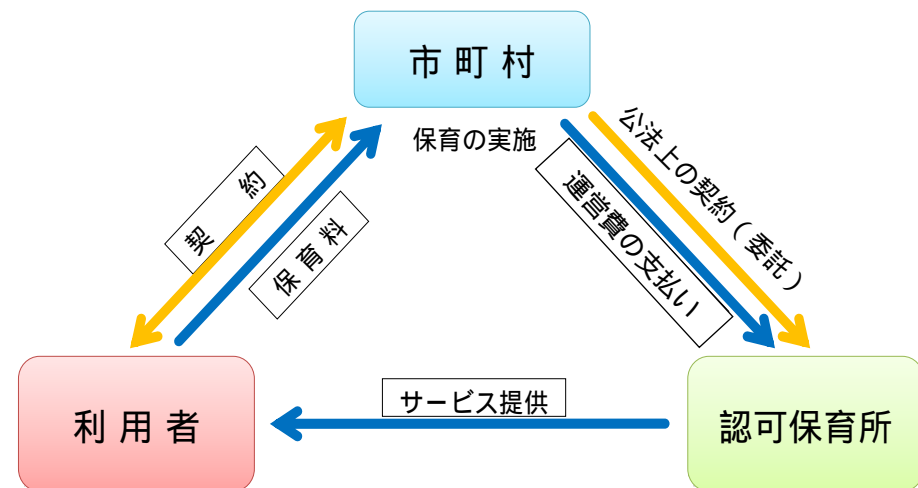 市町村
保育の実施
契約
保育料
運営費の支払い
公法上の契約（委託）
利用者
サービス提供
認可保育所